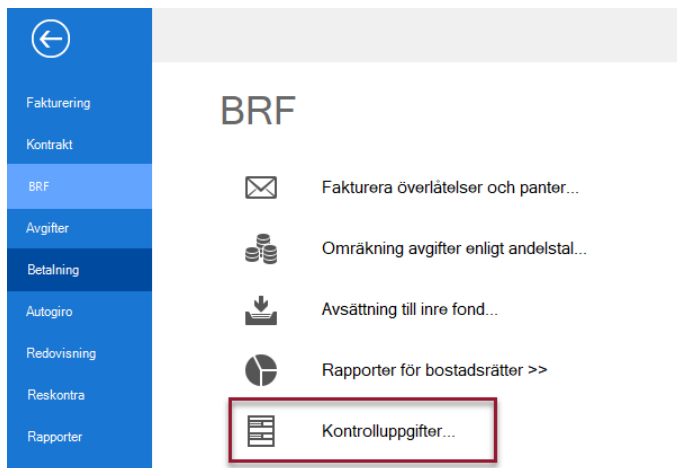 Fakturering
Kontrakt
BRF
Avgifter
Betalning
Autogiro
Redovisning
Reskontra
Rapporter
BRF
Fakturera överlåtelser och panter...
Omräkning avgifter enligt andelstal...
Avsättning till inre fond...
Rapporter för bostadsrätter >>
Kontrolluppgifter...